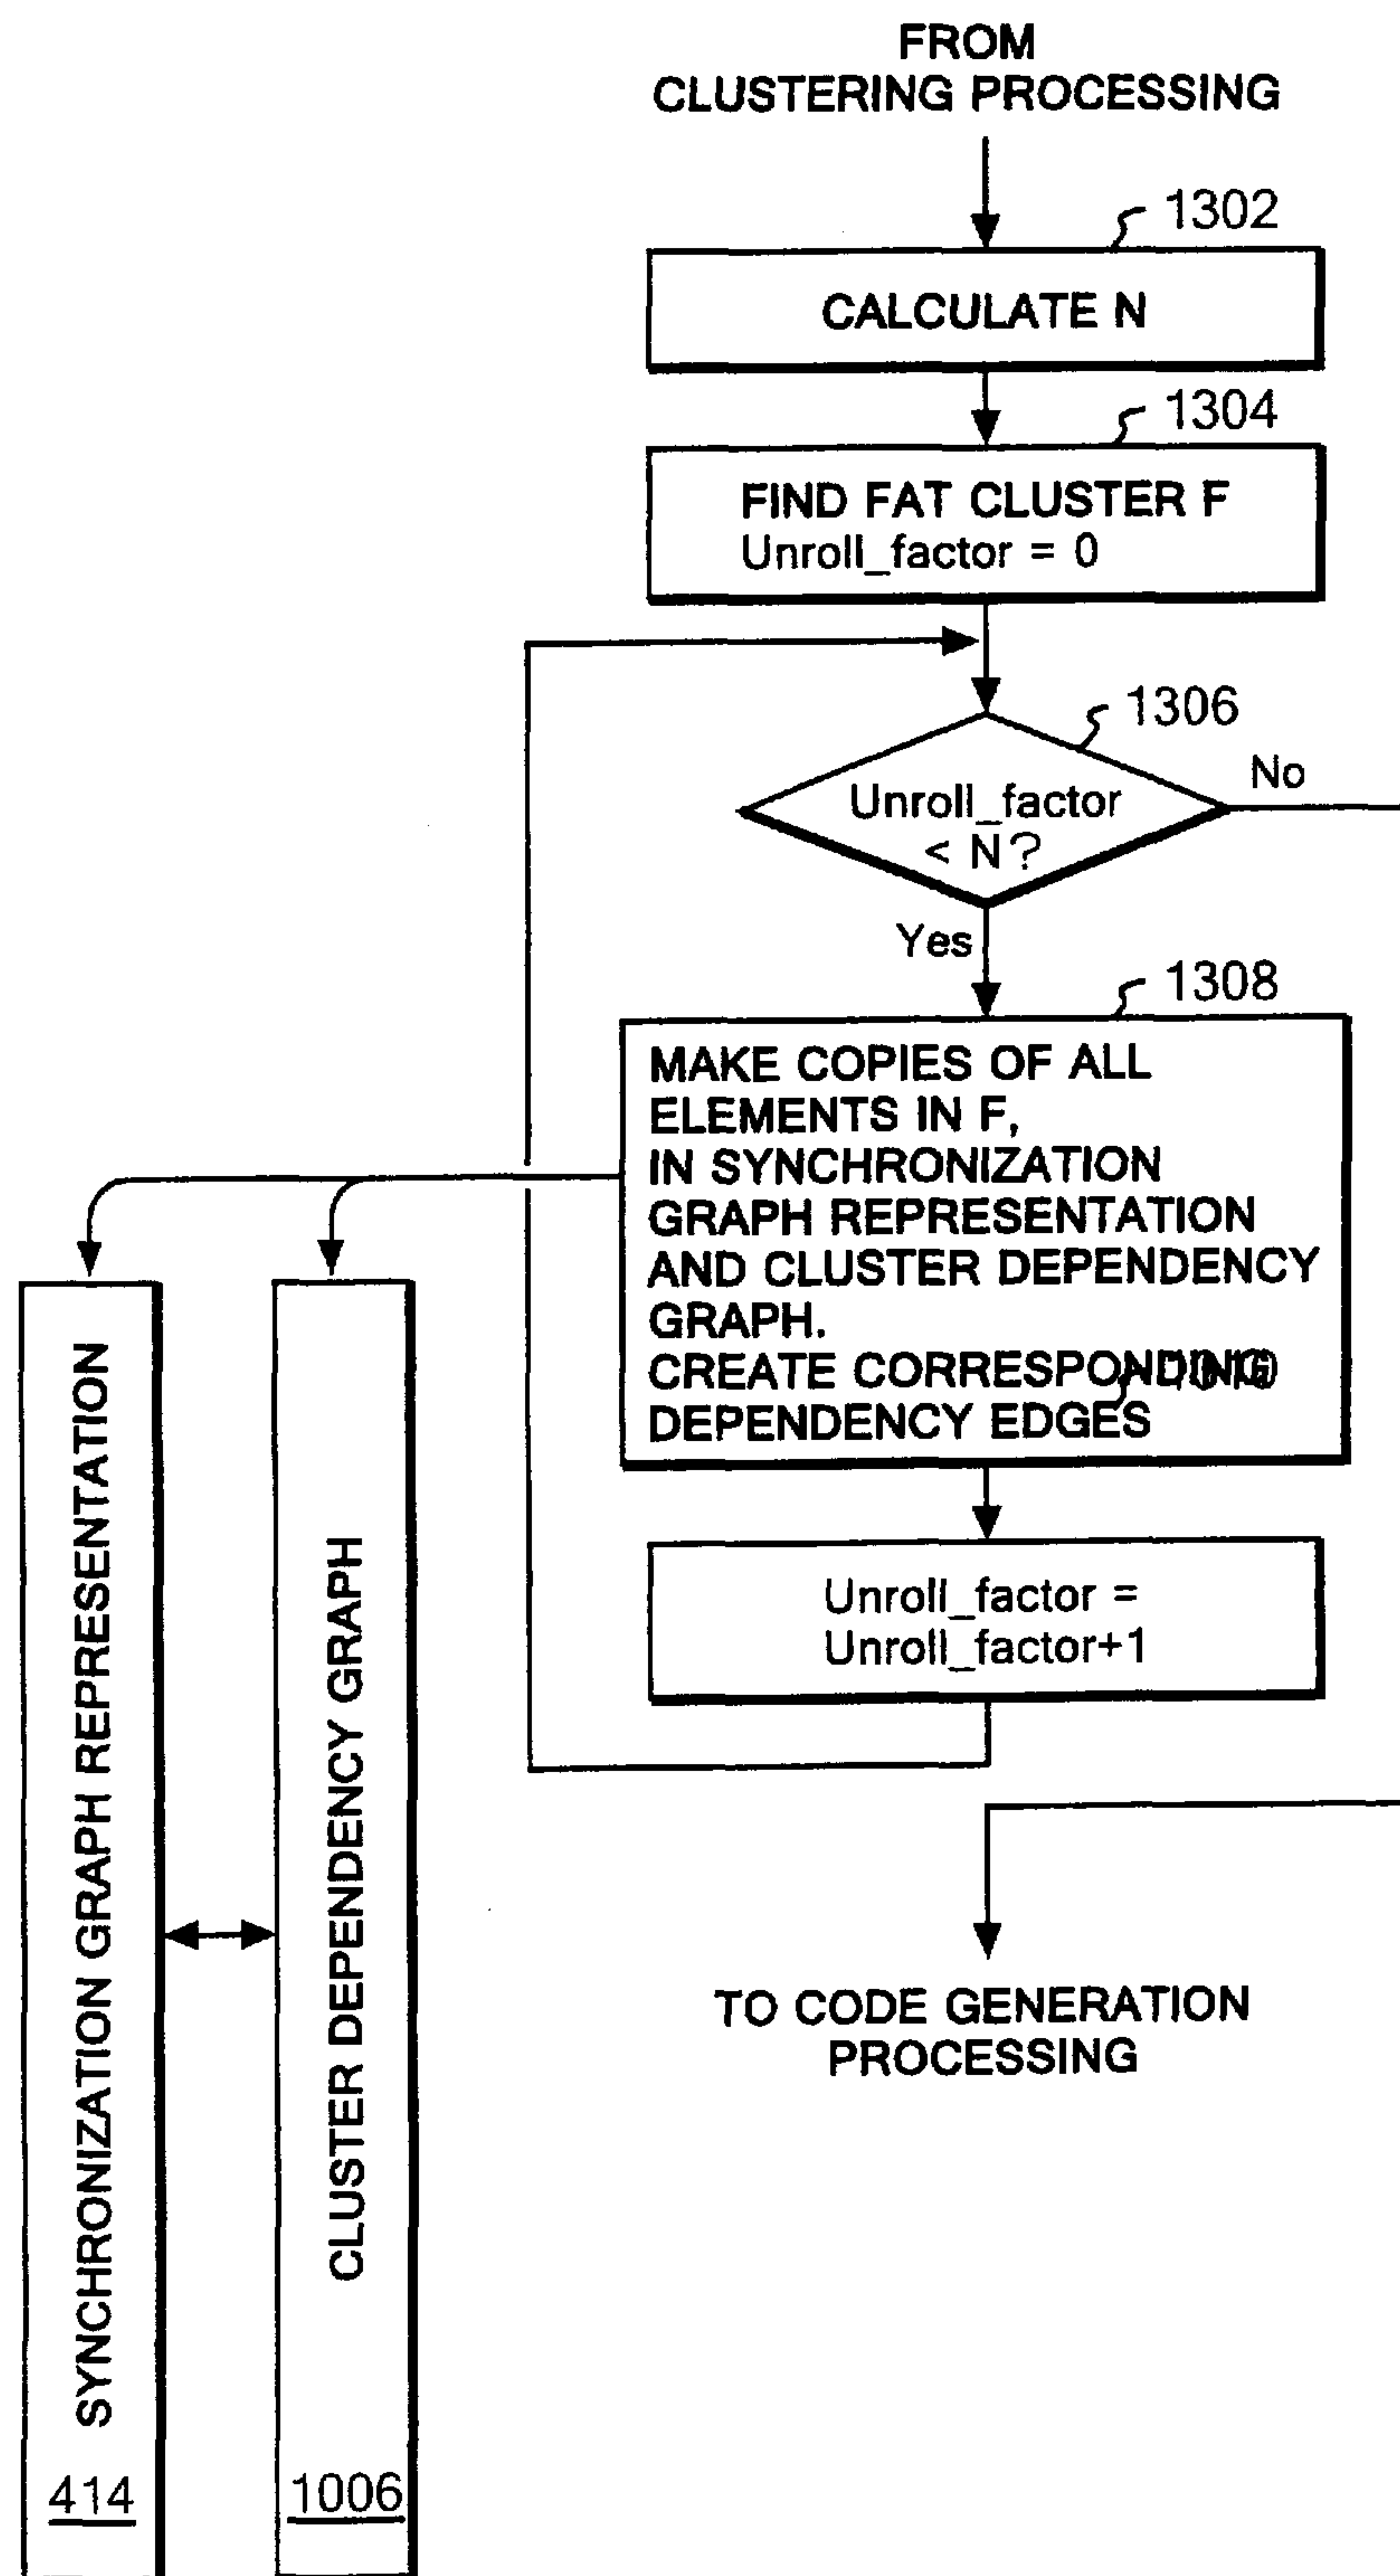 FROM
CLUSTERING PROCESSING
1302
CALCULATE N
1304
FIND FAT CLUSTER F
Unroll_factor = 0
1306
No
Unroll_factor
< N?
Yes
1308
MAKE COPIES OF ALL
ELEMENTS IN F,
IN SYNCHRONIZATION
GRAPH REPRESENTATION
AND CLUSTER DEPENDENCY
GRAPH.
CREATE CORRESPONDING
DEPENDENCY EDGES
Unroll_factor =
Unroll_factor+1
TO CODE GENERATION
PROCESSING
SYNCHRONIZATION GRAPH REPRESENTATION
414
CLUSTER DEPENDENCY GRAPH
1006